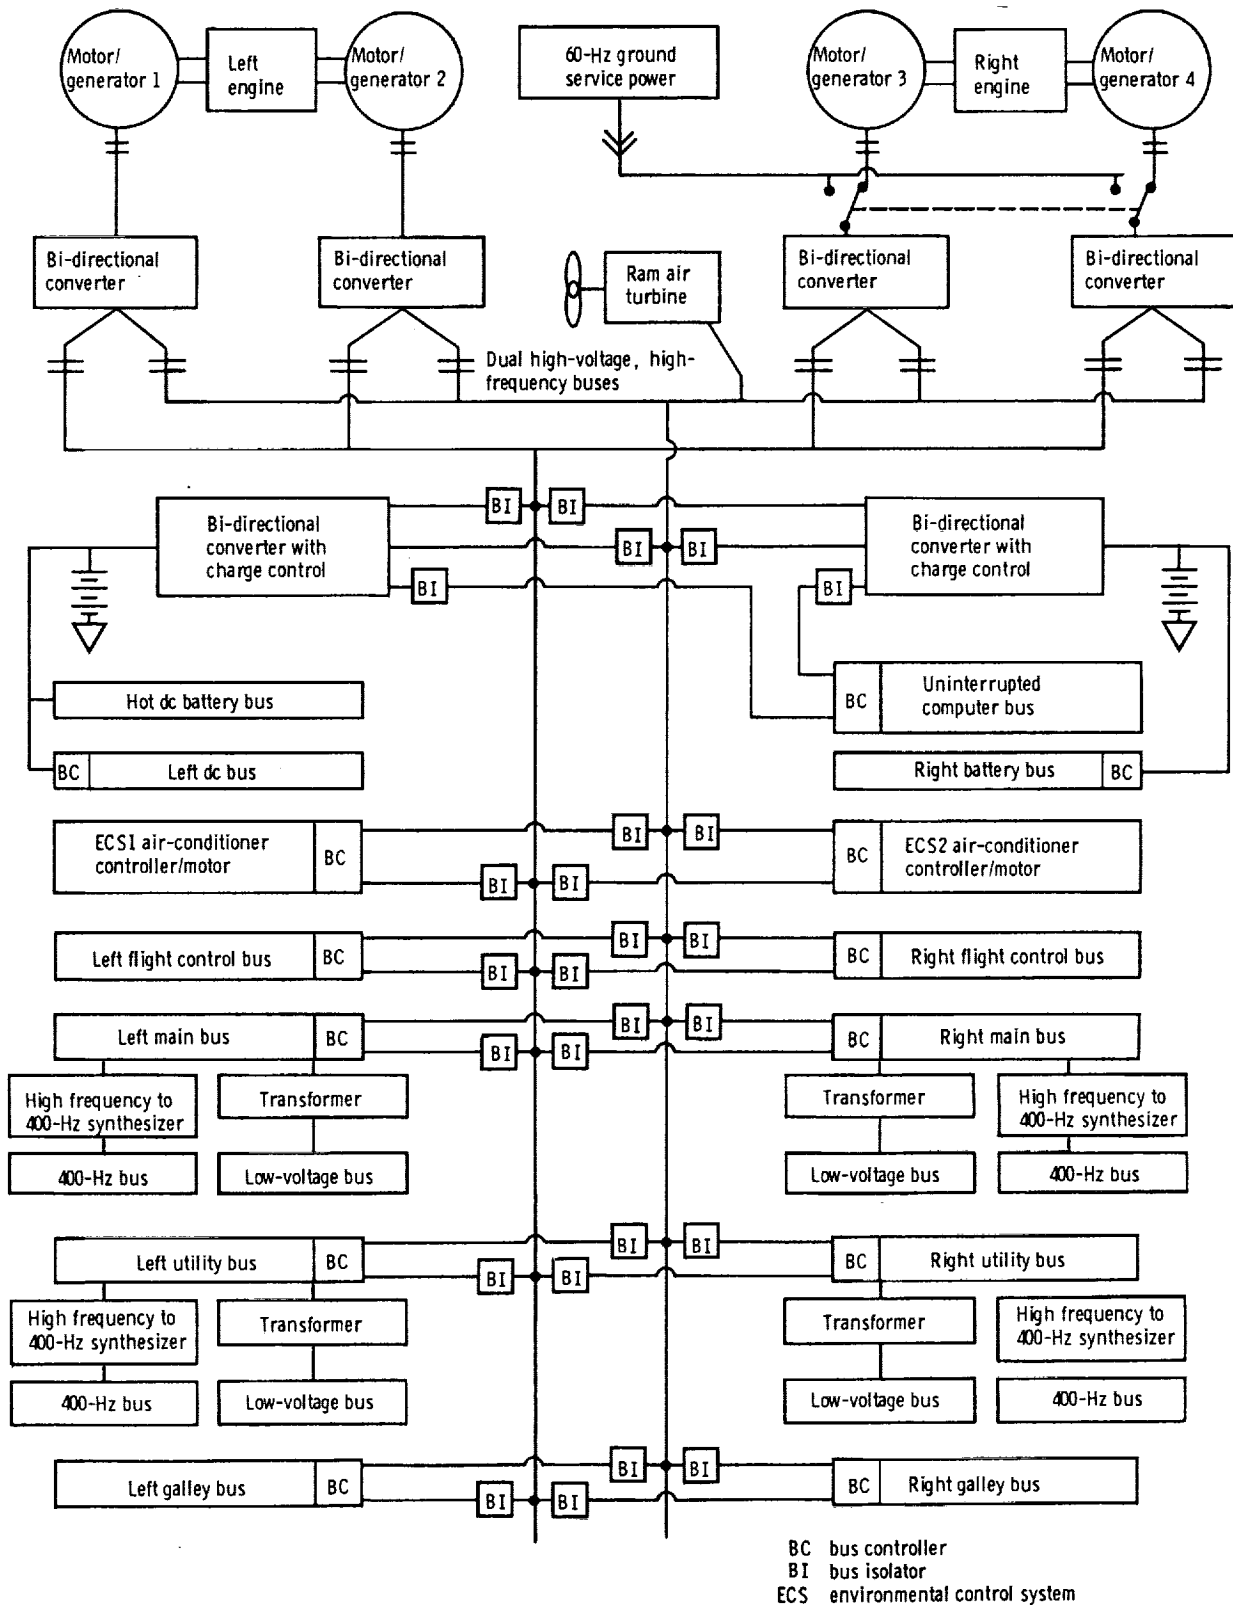 Motor/
generator 1
Left
engine
Motor/
generator 2
60-Hz ground
service power
Motor/
generator 3
Right
engine
Motor/
generator 4
Bi-directional
converter
Bi-directional
converter
Ram air
turbine
Bi-directional
converter
Bi-directional
converter
Dual high-voltage, high-
frequency buses
Bi-directional
converter with
charge control
BI
BI
BI
BI
BI
BI
Bi-directional
converter with
charge control
Hot dc battery bus
BC
Uninterrupted
computer bus
BC
Left dc bus
Right battery bus
BC
ECS1 air-conditioner
controller/motor
BC
BI
BI
BI
BI
BC
ECS2 air-conditioner
controller/motor
Left flight control bus
BC
BI
BI
BI
BI
BC
Right flight control bus
Left main bus
BC
BI
BI
BI
BI
BC
Right main bus
High frequency to
400-Hz synthesizer
Transformer
Transformer
High frequency to
400-Hz synthesizer
400-Hz bus
Low-voltage bus
Low-voltage bus
400-Hz bus
Left utility bus
BC
BI
BI
BI
BI
BC
Right utility bus
High frequency to
400-Hz synthesizer
Transformer
Transformer
High frequency to
400-Hz synthesizer
400-Hz bus
Low-voltage bus
Low-voltage bus
400-Hz bus
Left galley bus
BC
BI
BI
BI
BI
BC
Right galley bus
BC bus controller
BI bus isolator
ECS environmental control system